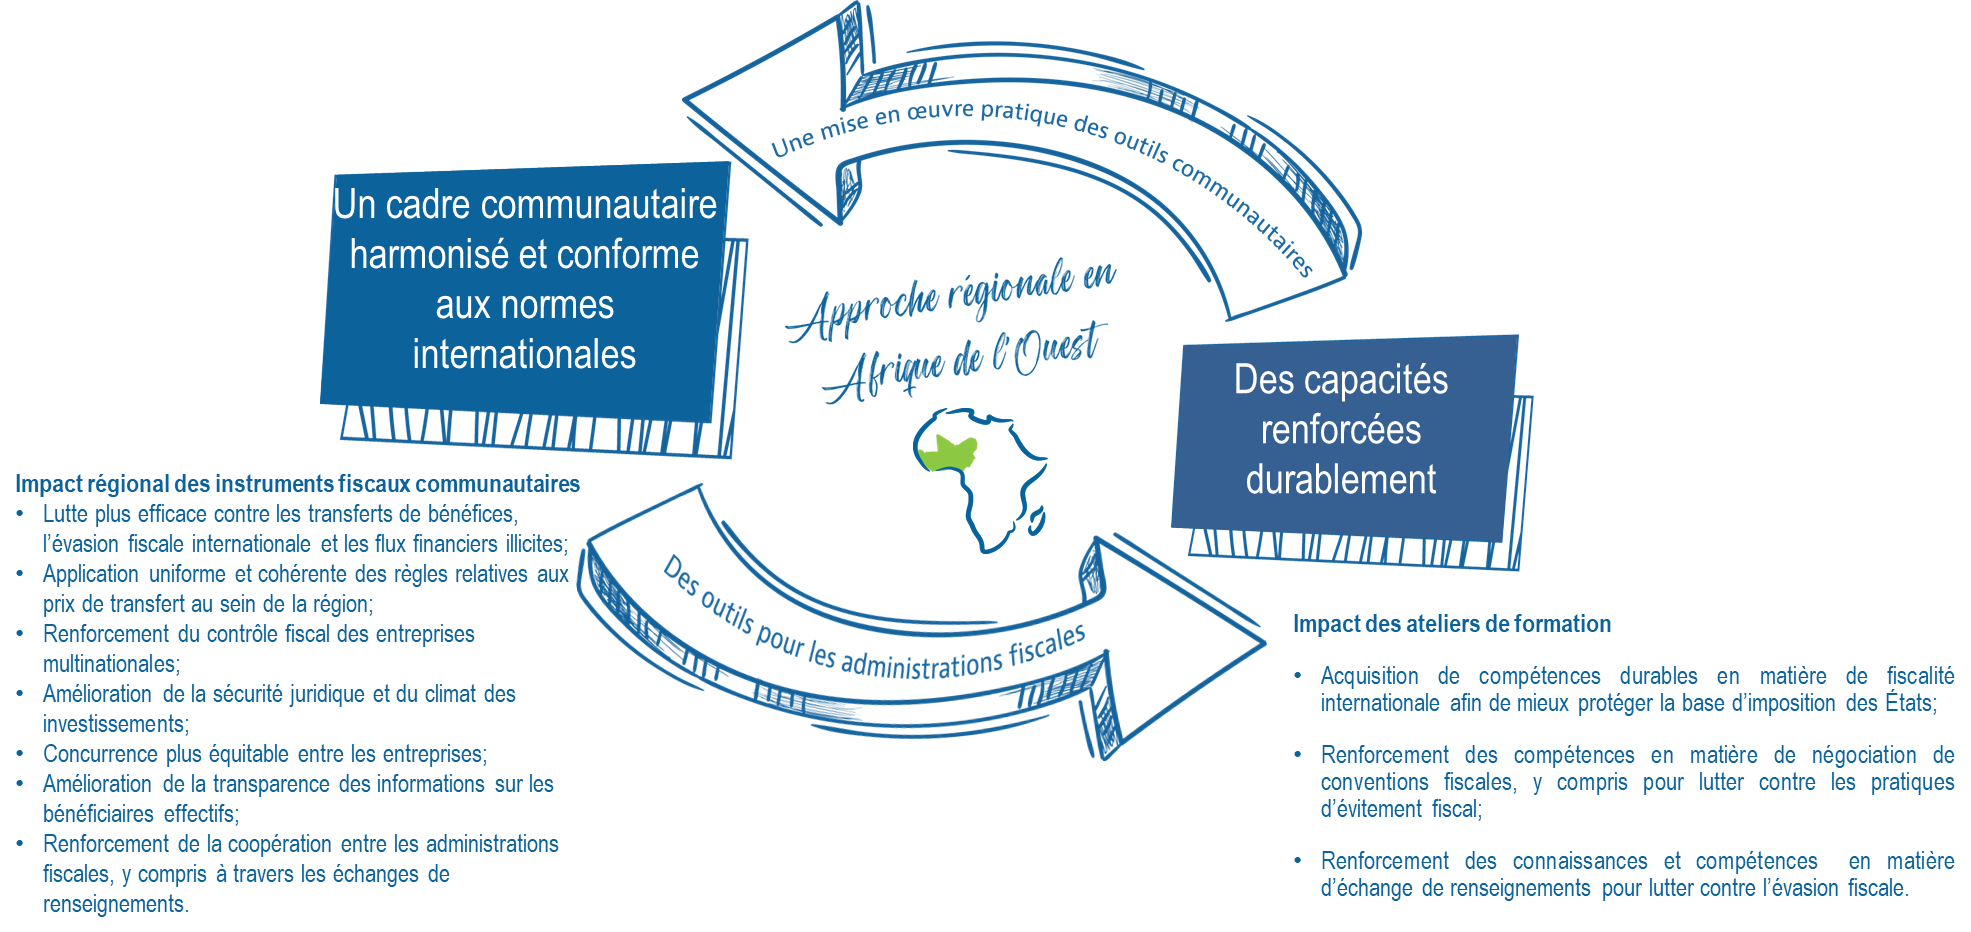 Une mise en œuvre pratique des outils communautaires
Un cadre communautaire
harmonisé et conforme
aux normes
internationales
Approche régionale en
Afrique de l'Ouest
Des capacités
renforcées
durablement
Des outils pour les administrations fiscales
Impact régional des instruments fiscaux communautaires
• Lutte plus efficace contre les transferts de bénéfices,
l’évasion fiscale internationale et les flux financiers illicites;
• Application uniforme et cohérente des règles relatives aux
prix de transfert au sein de la région;
• Renforcement du contrôle fiscal des entreprises
multinationales;
• Amélioration de la sécurité juridique et du climat des
investissements;
• Concurrence plus équitable entre les entreprises;
• Amélioration de la transparence des informations sur les
bénéficiaires effectifs;
• Renforcement de la coopération entre les administrations
fiscales, y compris à travers les échanges de
renseignements.
Impact des ateliers de formation
• Acquisition de compétences durables en matière de fiscalité
internationale afin de mieux protéger la base d’imposition des États;
• Renforcement des compétences en matière de négociation de
conventions fiscales, y compris pour lutter contre les pratiques
d’évitement fiscal;
• Renforcement des connaissances et compétences en matière
d’échange de renseignements pour lutter contre l’évasion fiscale.